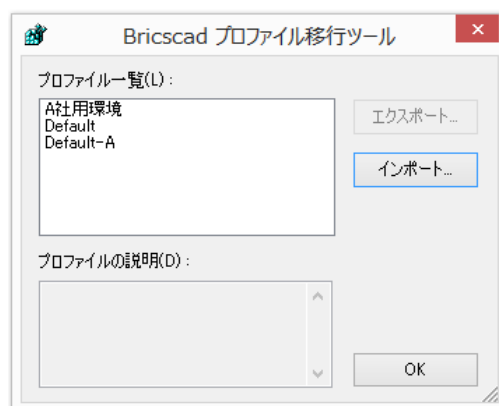 Bricscad プロファイル移行ツール
プロファイル一覧(L) :
A社用環境
Default
Default-A
エクスポート...
インポート...
プロファイルの説明(D) :
OK